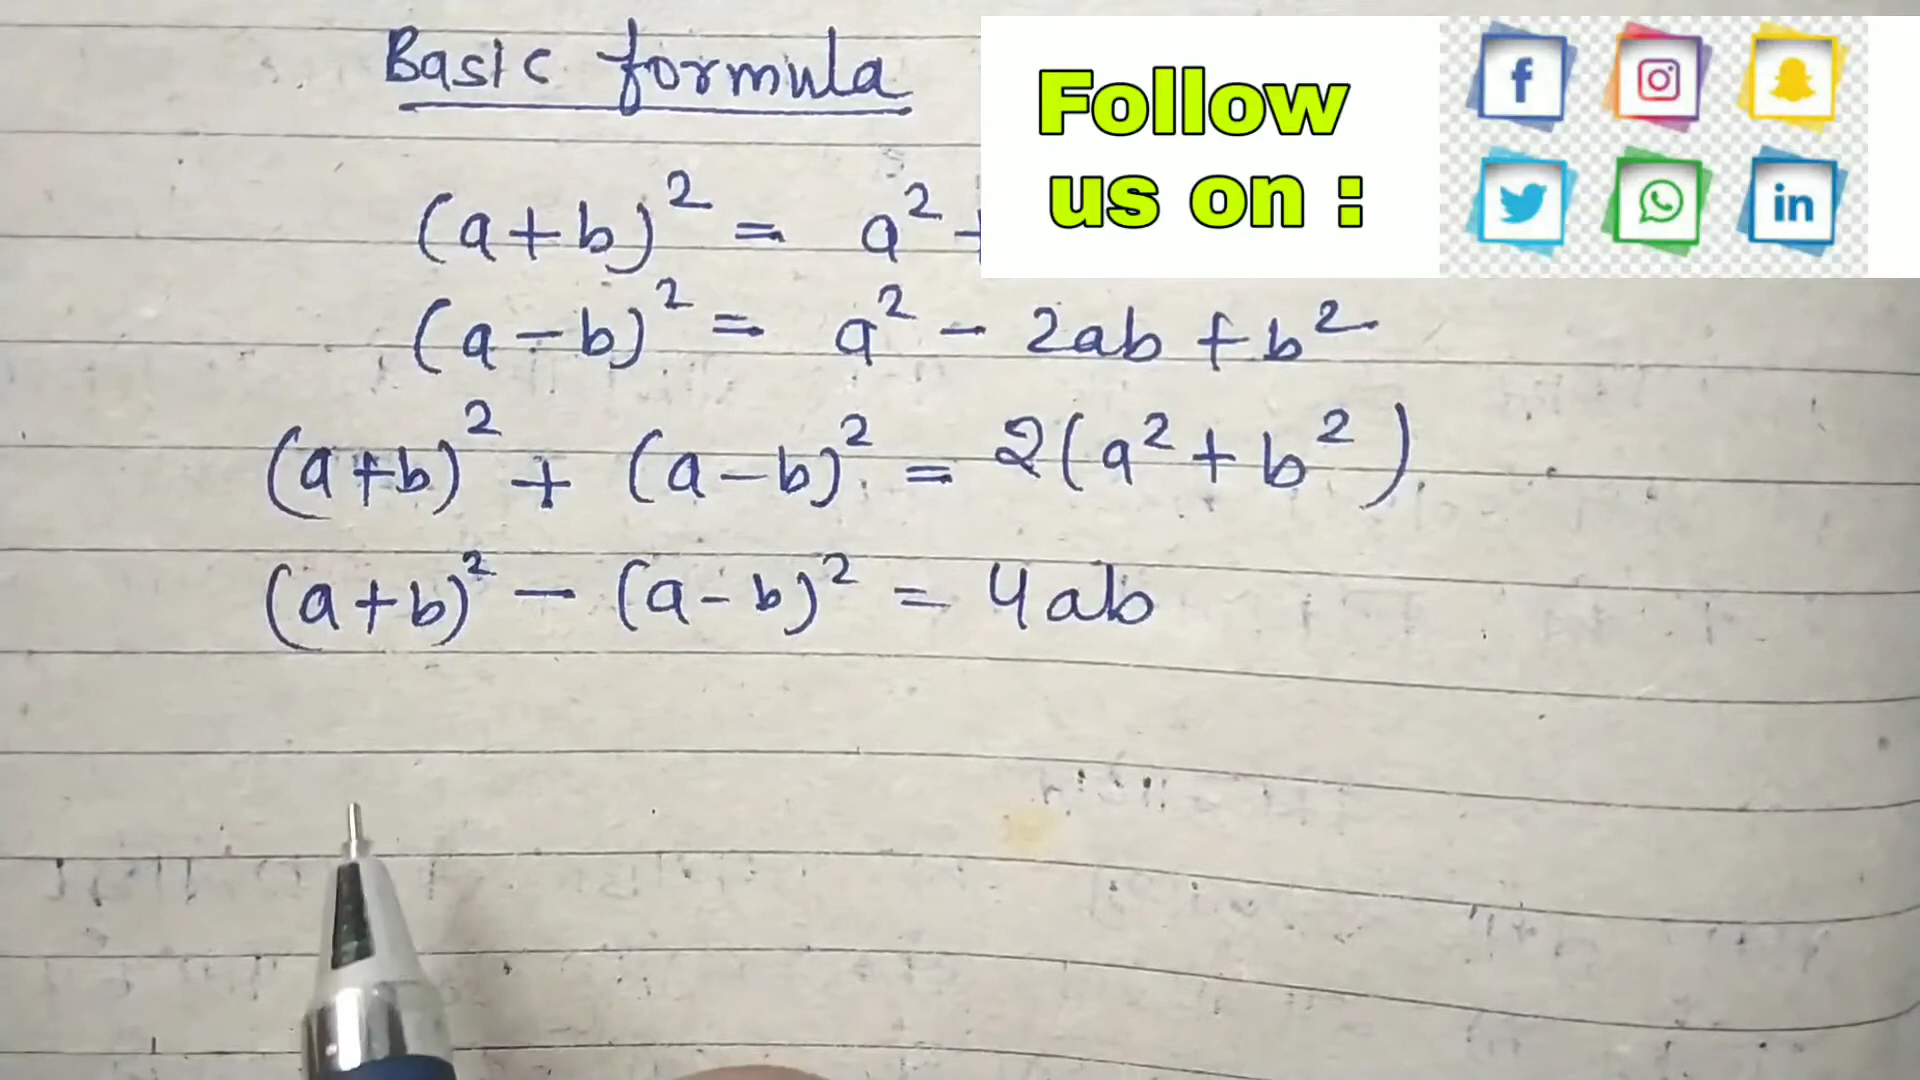 Basic formula
Follow
us on :
(a+b)² = a² +
(a-b)² = a² - 2ab + b²
(a+b)² + (a-b)² = 2(a² + b²)
(a+b)² - (a-b)² = 4ab